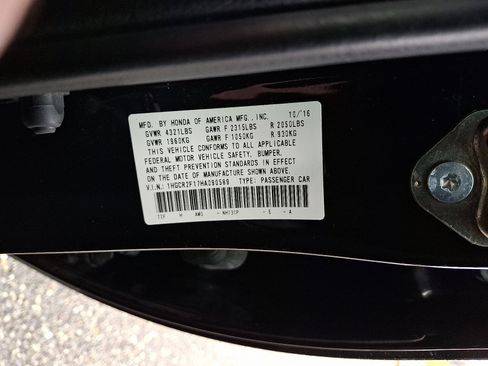 MFD. BY HONDA OF AMERICA MFG., INC. 10/16
GVWR 4321LBS GAWR F 2315LBS R 2050LBS
GVWR 1960KG GAWR F 1050KG R 930KG
THIS VEHICLE CONFORMS TO ALL APPLICABLE
FEDERAL MOTOR VEHICLE SAFETY, BUMPER,
AND THEFT PREVENTION STANDARDS IN EFFECT
ON THE DATE OF MANUFACTURE SHOWN ABOVE.
V.I.N.: 1HGCR2F17HA090589 TYPE: PASSENGER CAR
H - NH731P - E - A